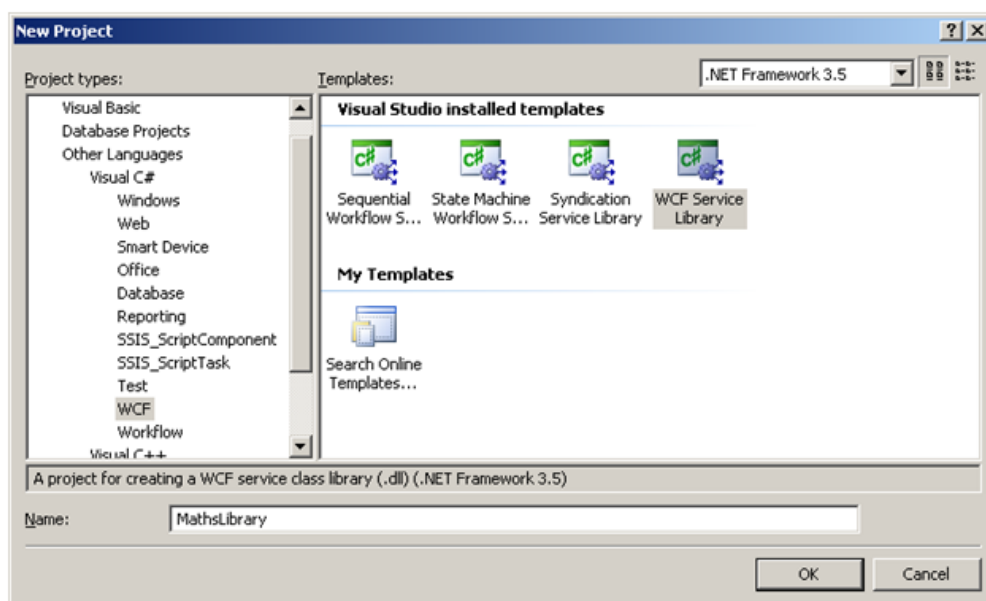 New Project
Project types:
Templates:
.NET Framework 3.5
Visual Basic
Database Projects
Other Languages
Visual C#
Windows
Web
Smart Device
Office
Database
Reporting
SSIS_ScriptComponent
SSIS_ScriptTask
Test
WCF
Workflow
Visual C++
Visual Studio installed templates
C#
C#
C#
C#
Sequential
Workflow S...
State Machine
Workflow S...
Syndication
Service Library
WCF Service
Library
My Templates
Search Online
Templates...
A project for creating a WCF service class library (.dll) (.NET Framework 3.5)
Name:
MathsLibrary
OK
Cancel